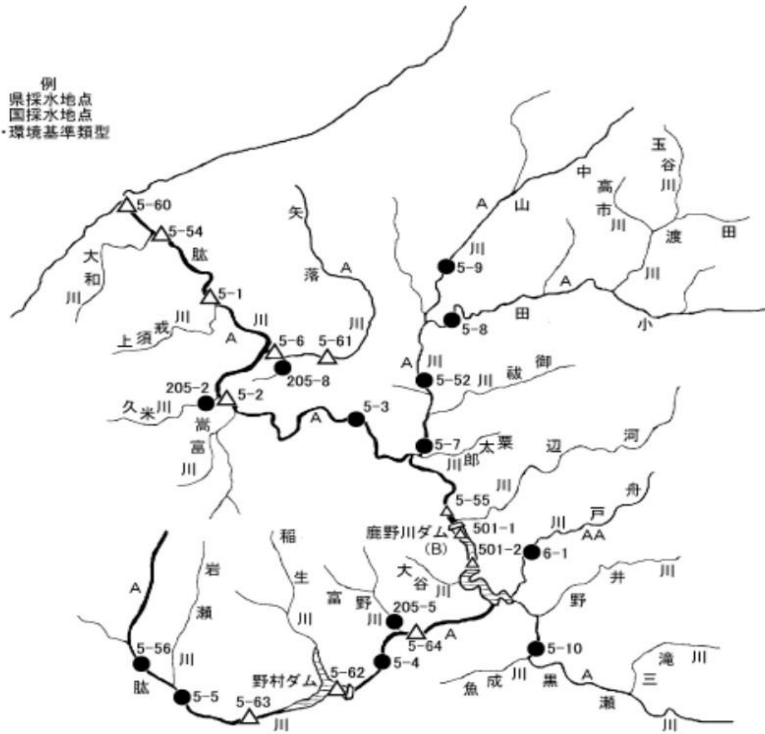 例
県採水地点
国採水地点
・環境基準類型
5-60
5-54
大和川
肱川
A
5-1
上須戒川
5-6
5-61
矢落川
A
205-8
205-2
5-2
久米川
嵩富川
A
5-3
中山川
A
5-9
玉谷川
高市川
渡
田
小田川
A
5-8
A
川
5-52
御祓川
5-7
粟太郎川
河辺川
5-55
鹿野川ダム
(B)
501-1
501-2
舟戸川
AA
6-1
大谷川
野井川
5-10
黒瀬川
A
三滝川
魚成川
富野川
205-5
A
5-64
5-4
稲生川
野村ダム
5-62
5-63
岩瀬川
A
5-56
5-5
肱川